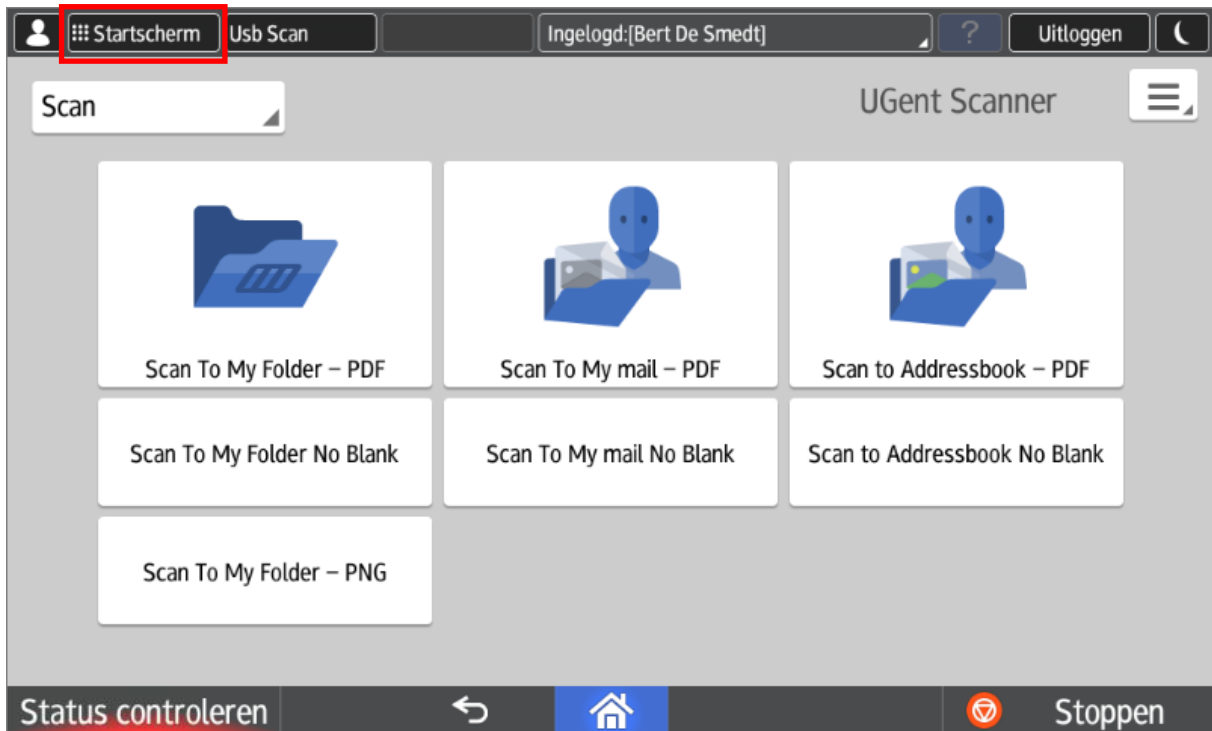 Startscherm
Usb Scan
Ingelogd:[Bert De Smedt]
?
Uitloggen
Scan
UGent Scanner
Scan To My Folder – PDF
Scan To My mail – PDF
Scan to Addressbook – PDF
Scan To My Folder No Blank
Scan To My mail No Blank
Scan to Addressbook No Blank
Scan To My Folder – PNG
Status controleren
Stoppen